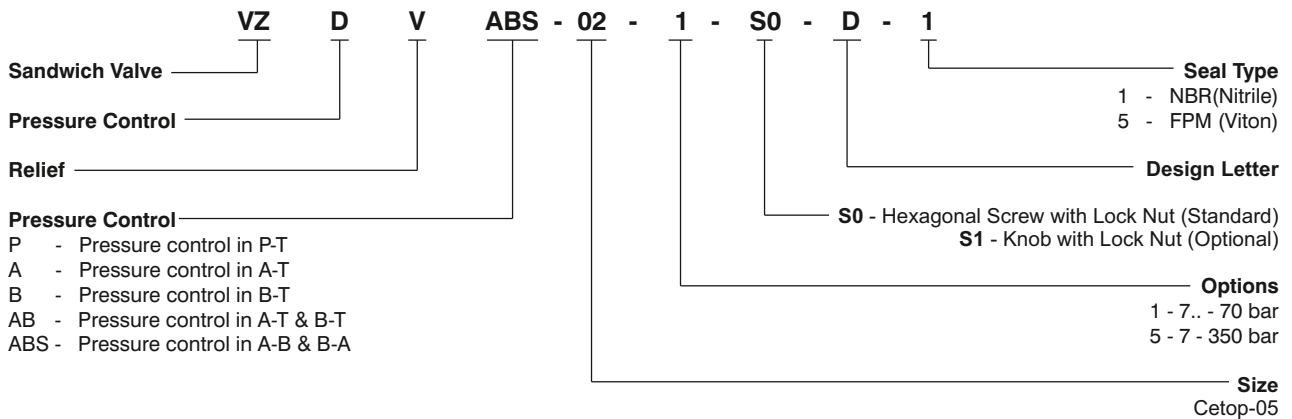 VZ D V ABS - 02 - 1 - S0 - D - 1
Sandwich Valve
Pressure Control
Relief
Pressure Control
P - Pressure control in P-T
A - Pressure control in A-T
B - Pressure control in B-T
AB - Pressure control in A-T & B-T
ABS - Pressure control in A-B & B-A
Seal Type
1 - NBR(Nitrile)
5 - FPM (Viton)
Design Letter
S0 - Hexagonal Screw with Lock Nut (Standard)
S1 - Knob with Lock Nut (Optional)
Options
1 - 7.. - 70 bar
5 - 7 - 350 bar
Size
Cetop-05